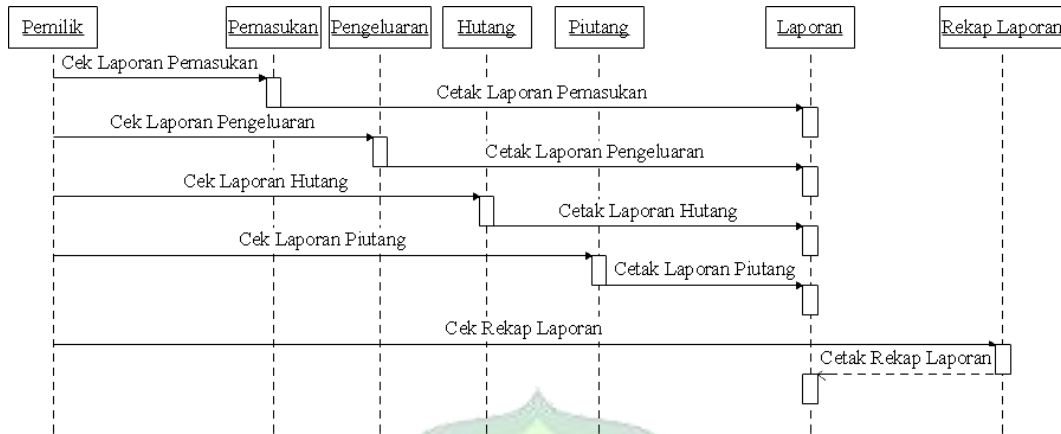 Pemilik
Pemasukan
Pengeluaran
Hutang
Piutang
Laporan
Rekap Laporan
Cek Laporan Pemasukan
Cetak Laporan Pemasukan
Cek Laporan Pengeluaran
Cetak Laporan Pengeluaran
Cek Laporan Hutang
Cetak Laporan Hutang
Cek Laporan Piutang
Cetak Laporan Piutang
Cek Rekap Laporan
Cetak Rekap Laporan